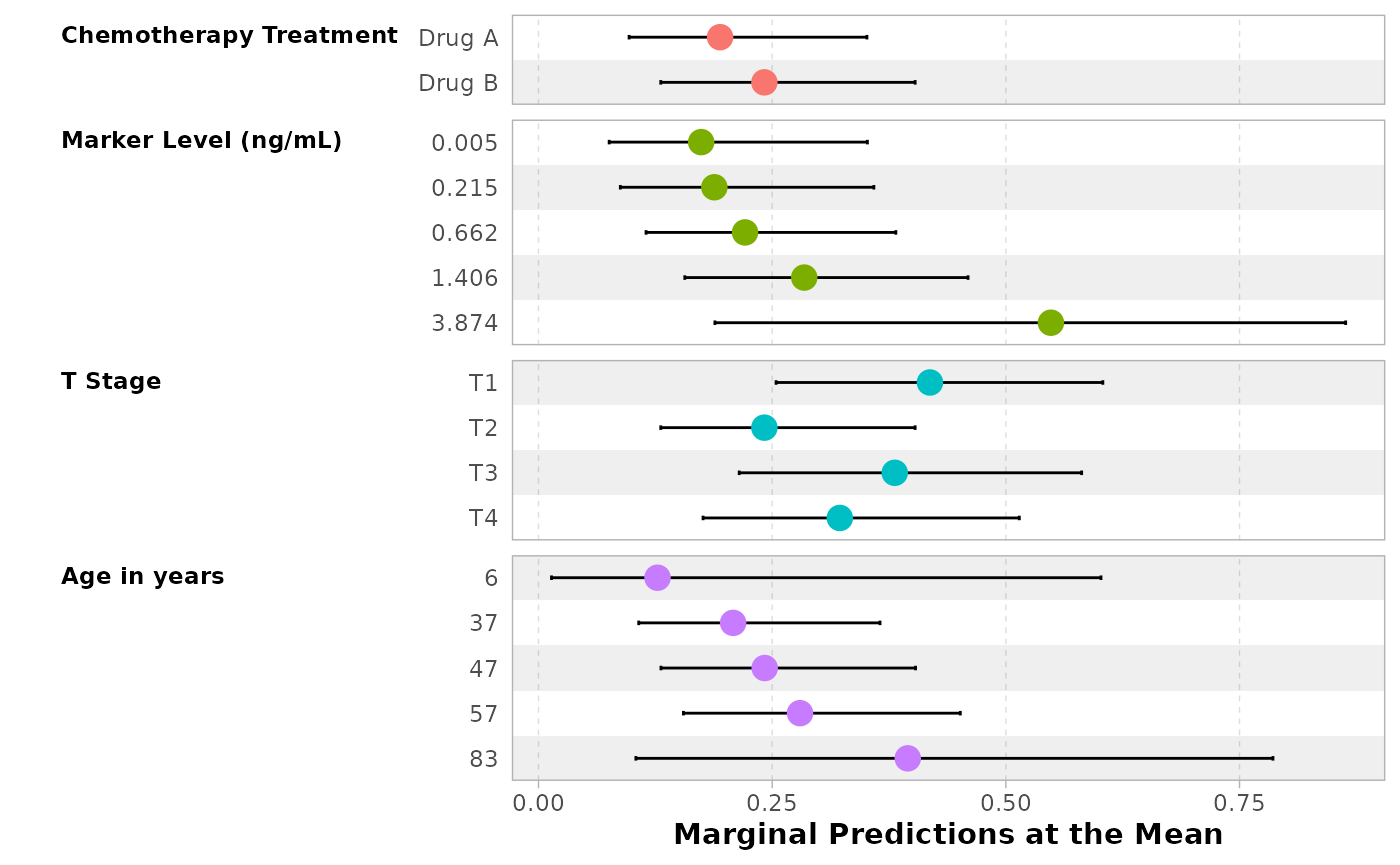 Chemotherapy Treatment
Drug A
Drug B
Marker Level (ng/mL)
0.005
0.215
0.662
1.406
3.874
T Stage
T1
T2
T3
T4
Age in years
6
37
47
57
83
0.00 0.25 0.50 0.75
Marginal Predictions at the Mean